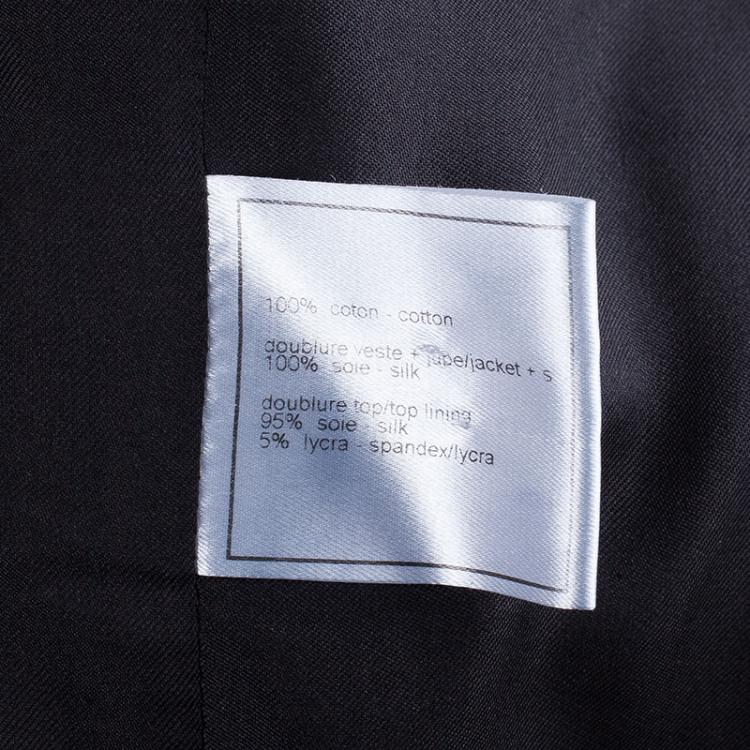 100% coton - cotton
doublure veste + jupe/jacket + s
100% soie - silk
doublure top/top lining
95% soie - silk
5% lycra - spandex/lycra